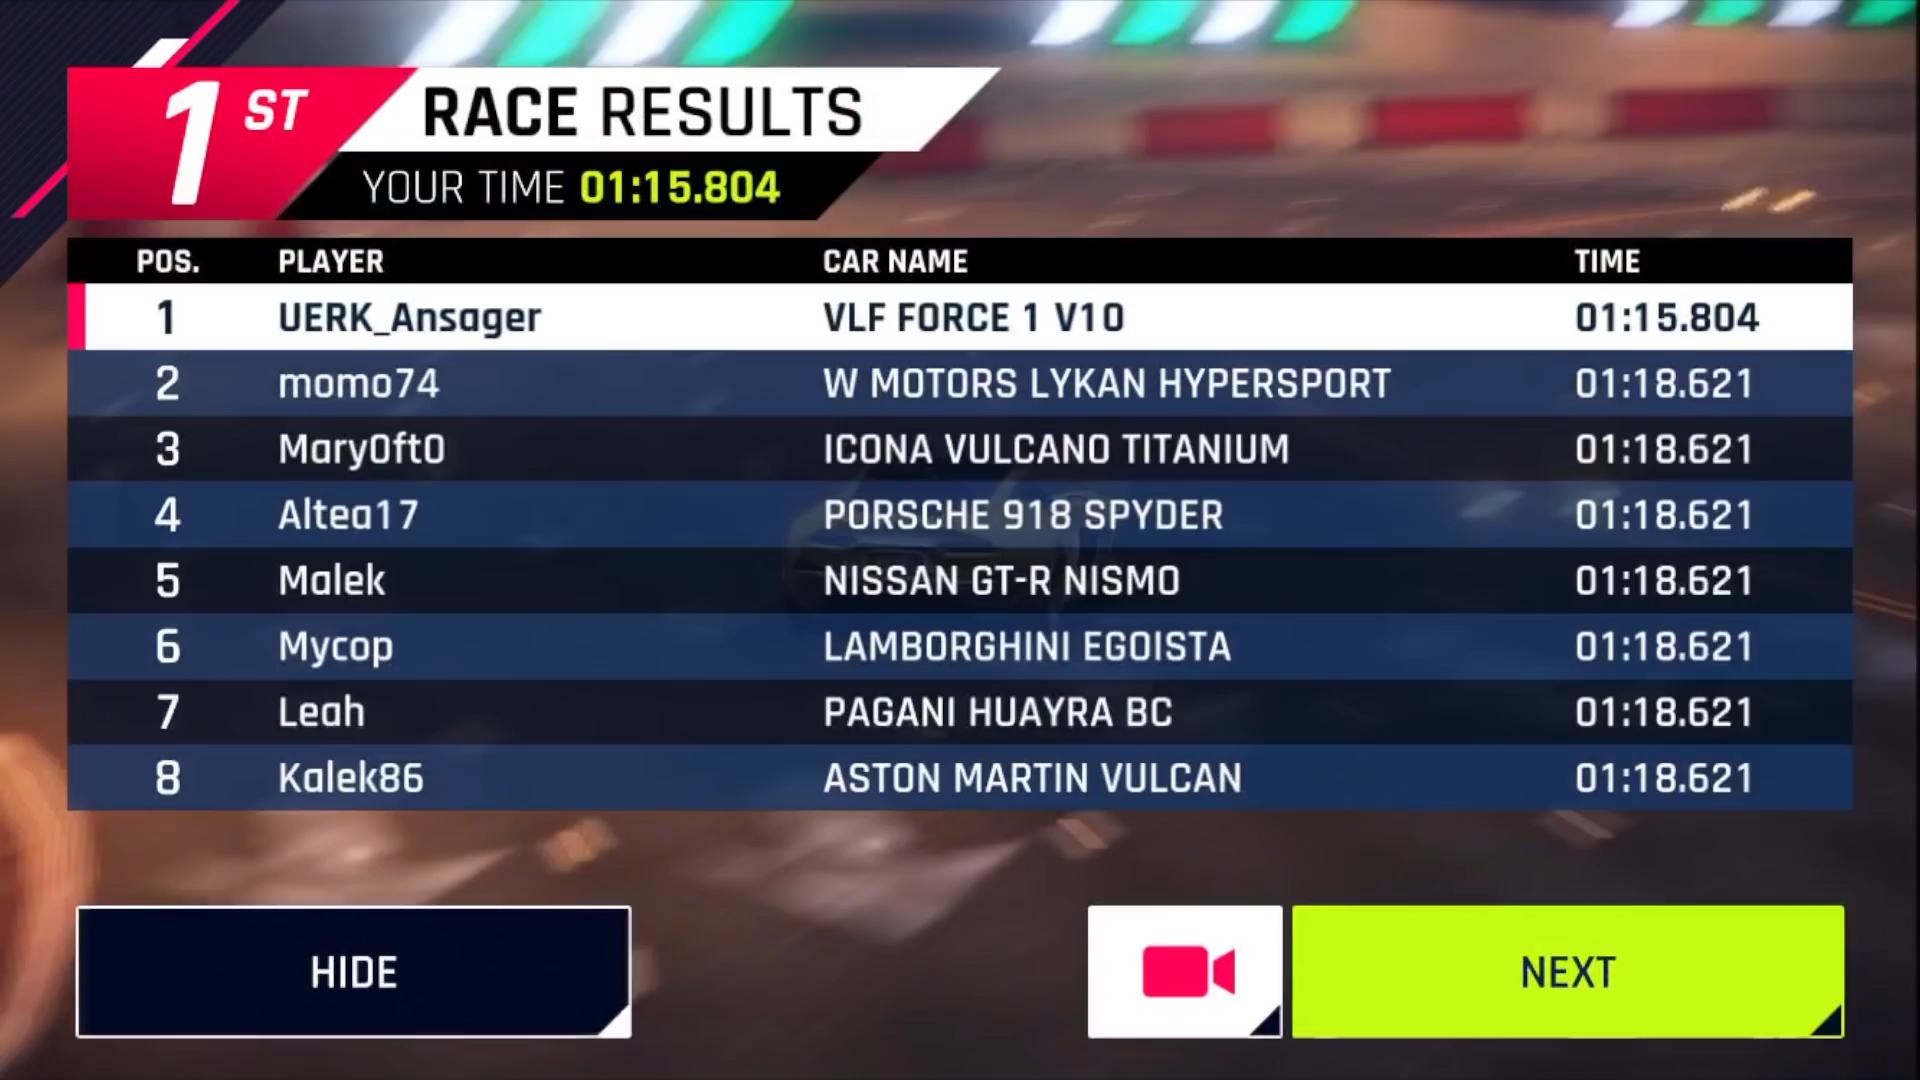 1ST
RACE RESULTS
YOUR TIME 01:15.804
POS. PLAYER CAR NAME TIME
1 UERK_Ansager VLF FORCE 1 V10 01:15.804
2 momo74 W MOTORS LYKAN HYPERSPORT 01:18.621
3 Mary0ft0 ICONA VULCANO TITANIUM 01:18.621
4 Altea17 PORSCHE 918 SPYDER 01:18.621
5 Malek NISSAN GT-R NISMO 01:18.621
6 Mycop LAMBORGHINI EGOISTA 01:18.621
7 Leah PAGANI HUAYRA BC 01:18.621
8 Kalek86 ASTON MARTIN VULCAN 01:18.621
HIDE
NEXT